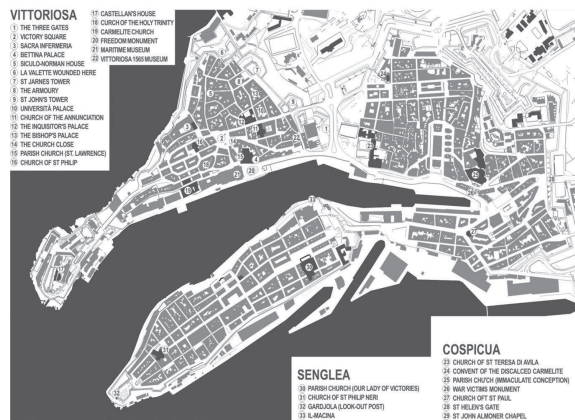 VITTORIOSA
1 THE THREE GATES
2 VICTORY SQUARE
3 SACRA INFERMERIA
4 BETTINA PALACE
5 SICULO-NORMAN HOUSE
6 LA VALETTE WOUNDED HERE
7 ST JARNES TOWER
8 THE ARMOURY
9 ST JOHN'S TOWER
10 UNIVERSITÀ PALACE
11 CHURCH OF THE ANNUNCIATION
12 THE INQUISITOR'S PALACE
13 THE BISHOP'S PALACE
14 THE CHURCH CLOSE
15 PARISH CHURCH (ST. LAWRENCE)
16 CHURCH OF ST PHILIP
17 CASTELLAN'S HOUSE
18 CURCH OF THE HOLY TRINITY
19 CARMELITE CHURCH
20 FREEDOM MONUMENT
21 MARITIME MUSEUM
22 VITTORIOSA 1565 MUSEUM
SENGLEA
30 PARISH CHURCH (OUR LADY OF VICTORIES)
31 CHURCH OF ST PHILIP NERI
32 GARDJOLA (LOOK-OUT POST)
33 IL-MACINA
COSPICUA
23 CHURCH OF ST TERESA DI AVILA
24 CONVENT OF THE DISCALCED CARMELITE
25 PARISH CHU'CH (IMMACULATE CONCEPTION)
26 WAR VICTIMS MONUMENT
27 CHURCH OFT ST PAUL
28 ST HELEN'S GATE
29 ST JOHN ALMONER CHAPEL